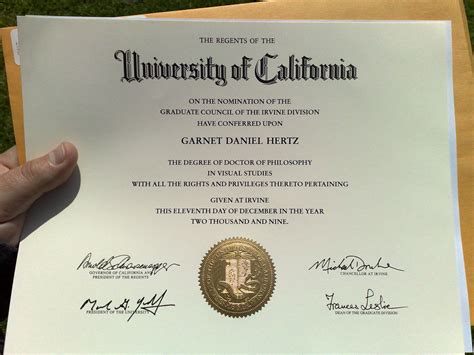 THE REGENTS OF THE
University of California
ON THE NOMINATION OF THE
GRADUATE COUNCIL OF THE IRVINE DIVISION
HAVE CONFERRED UPON
GARNET DANIEL HERTZ
THE DEGREE OF DOCTOR OF PHILOSOPHY
IN VISUAL STUDIES
WITH ALL THE RIGHTS AND PRIVILEGES THERETO PERTAINING
GIVEN AT IRVINE
THIS ELEVENTH DAY OF DECEMBER IN THE YEAR
TWO THOUSAND AND NINE.
GOVERNOR OF CALIFORNIA AND
PRESIDENT OF THE REGENTS
CHANCELLOR AT IRVINE
PRESIDENT OF THE UNIVERSITY
Frances Leslie
DEAN OF THE GRADUATE DIVISION